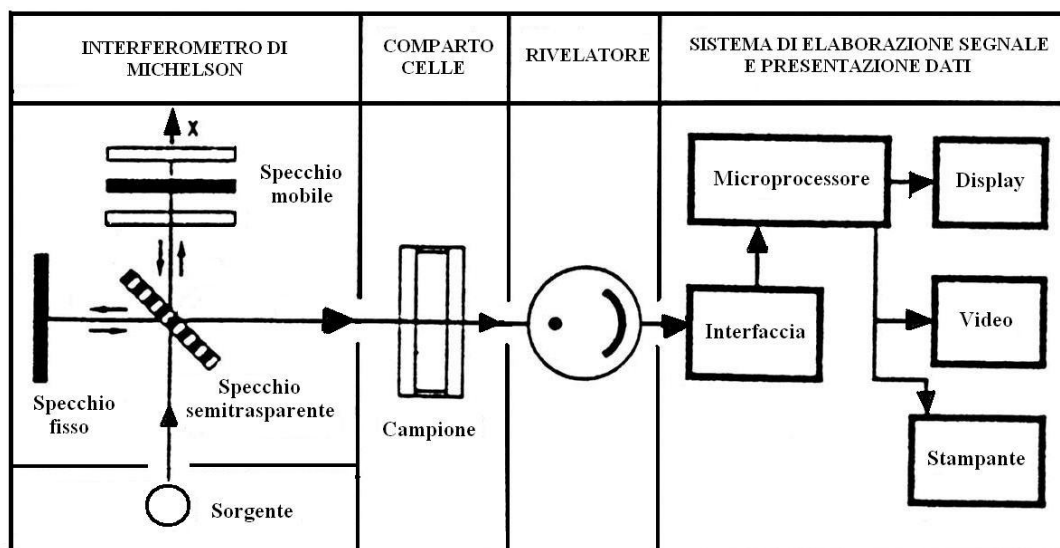 INTERFEROMETRO DI
MICHELSON
COMPARTO
CELLE
RIVELATORE
SISTEMA DI ELABORAZIONE SEGNALE
E PRESENTAZIONE DATI
X
Specchio
mobile
Specchio
fisso
Specchio
semitrasparente
Sorgente
Campione
Microprocessore
Interfaccia
Display
Video
Stampante